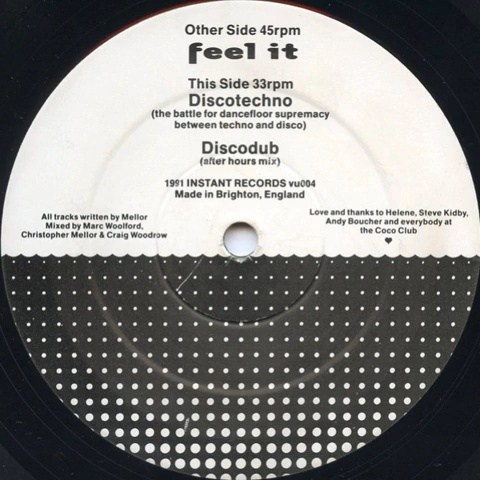 Other Side 45rpm
feel it
This Side 33rpm
Discotechno
(the battle for dancefloor supremacy
between techno and disco)
Discodub
(after hours mix)
1991 INSTANT RECORDS vu004
Made in Brighton, England
All tracks written by Mellor
Mixed by Marc Woolford,
Christopher Mellor & Craig Woodrow
Love and thanks to Helene, Steve Kidby,
Andy Boucher and everybody at
the Coco Club